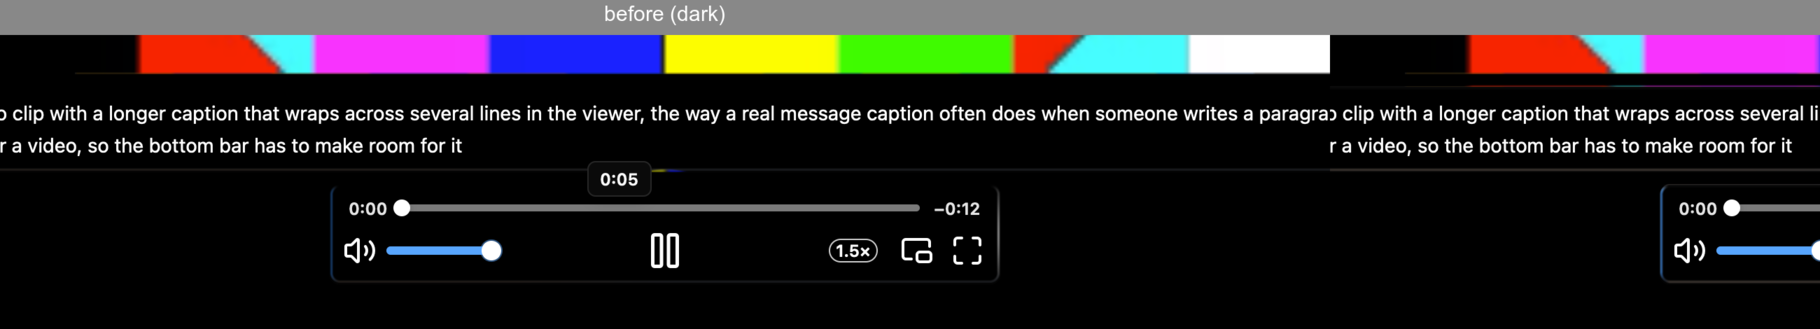 before (dark)
clip with a longer caption that wraps across several lines in the viewer, the way a real message caption often does when someone writes a
clip with a longer caption that wraps across several
a video, so the bottom bar has to make room for it
r a video, so the bottom bar has to make room for it
0:05
0:00
−0:12
0:00
1.5x